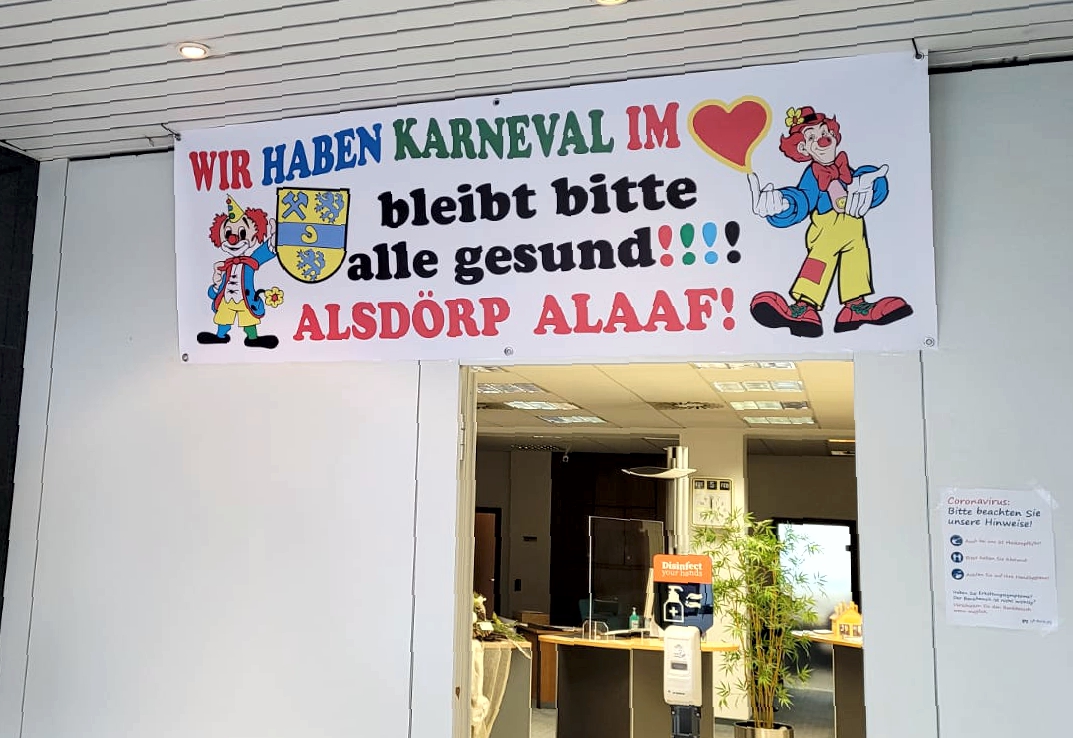 WIR HABEN KARNEVAL IM
bleibt bitte
alle gesund!!!!
ALSDÖRP ALAAF!
Disinfect
your hands
Coronavirus:
Bitte beachten Sie
unsere Hinweise!